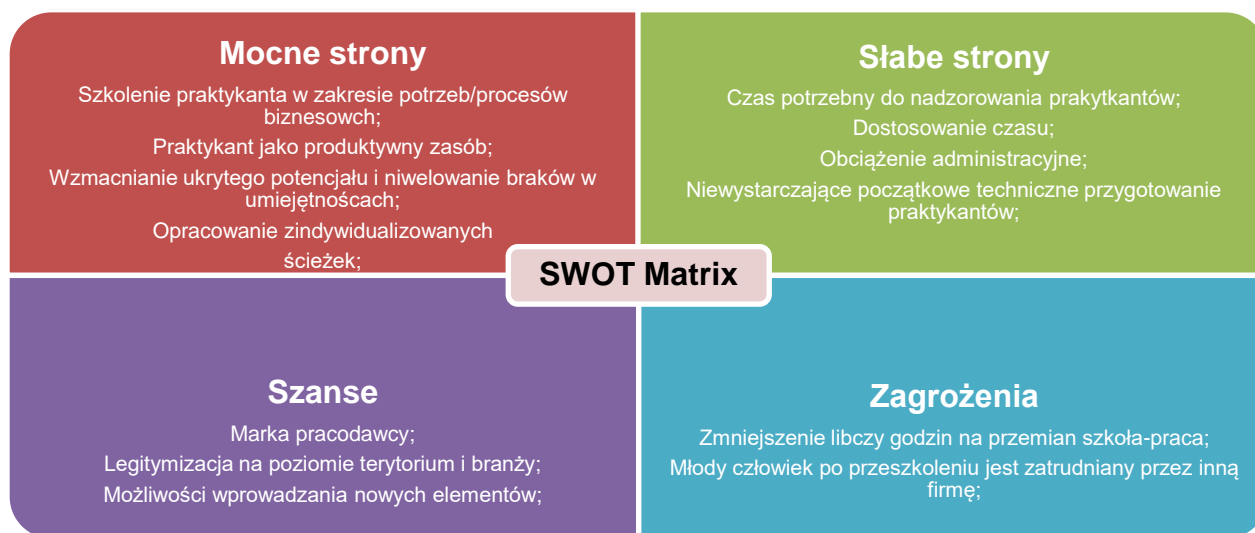 Mocne strony
Szkolenie praktykanta w zakresie potrzeb/procesów
biznesowch;
Praktykant jako produktywny zasób;
Wzmacnianie ukrytego potencjału i niwelowanie braków w
umiejętnoścach;
Opracowanie zindywidualizowanych
ścieżek;
Słabe strony
Czas potrzebny do nadzorowania prakytkantów;
Dostosowanie czasu;
Obciążenie administracyjne;
Niewystarczające początkowe techniczne przygotowanie
praktykantów;
SWOT Matrix
Szanse
Marka pracodawcy;
Legitymizacja na poziomie terytorium i branży;
Możliwości wprowadzania nowych elementów;
Zagrożenia
Zmniejszenie libczy godzin na przemian szkoła-praca;
Młody człowiek po przeszkoleniu jest zatrudniany przez inną
firmę;